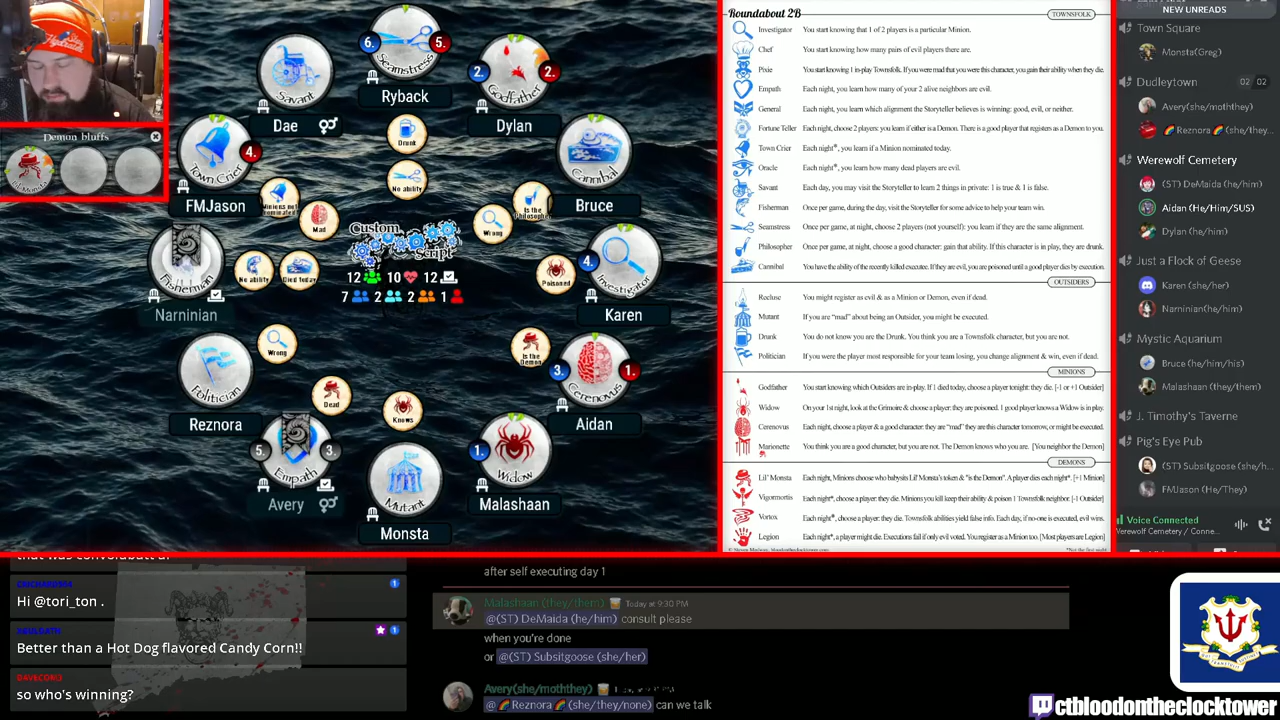 Demon bluffs
Lil' Monsta
Savant
Dae
6.
5.
Seamstress
Ryback
2.
2.
Godfather
Dylan
Drunk
No ability
Town Crier
4.
FMJason
Minions not nominated
Mad
Cannibal
Bruce
Is the Philosopher
Wrong
Custom
Script
12 10 12
7 2 2 1
Fisherman
Narninian
No ability
Died today
Poisoned
4.
Investigator
Karen
Wrong
Politician
Reznora
Dead
Knows
Is the Demon
3.
1.
Cerenovus
Aidan
5.
3.
Empath
Avery
Mutant
Monsta
1.
Widow
Malashaan
Roundabout 2B
TOWNSFOLK
Investigator You start knowing that 1 of 2 players is a particular Minion.
Chef You start knowing how many pairs of evil players there are.
Pixie You start knowing 1 in-play Townsfolk. If you were mad that you were this character, you gain their ability when they die.
Empath Each night, you learn how many of your 2 alive neighbors are evil.
General Each night, you learn which alignment the Storyteller believes is winning: good, evil, or neither.
Fortune Teller Each night, choose 2 players: you learn if either is a Demon. There is a good player that registers as a Demon to you.
Town Crier Each night*, you learn if a Minion nominated today.
Oracle Each night*, you learn how many dead players are evil.
Savant Each day, you may visit the Storyteller to learn 2 things in private: 1 is true & 1 is false.
Fisherman Once per game, during the day, visit the Storyteller for some advice to help your team win.
Seamstress Once per game, at night, choose 2 players (not yourself): you learn if they are the same alignment.
Philosopher Once per game, at night, choose a good character: gain that ability. If this character is in play, they are drunk.
Cannibal You have the ability of the recently killed executee. If they are evil, you are poisoned until a good player dies by execution.
OUTSIDERS
Recluse You might register as evil & as a Minion or Demon, even if dead.
Mutant If you are “mad” about being an Outsider, you might be executed.
Drunk You do not know you are the Drunk. You think you are a Townsfolk character, but you are not.
Politician If you were the player most responsible for your team losing, you change alignment & win, even if dead.
MINIONS
Godfather You start knowing which Outsiders are in-play. If 1 died today, choose a player tonight: they die. [-1 or +1 Outsider]
Widow On your 1st night, look at the Grimoire & choose a player: they are poisoned. 1 good player knows a Widow is in play.
Cerenovus Each night, choose a player & a good character: they are “mad” they are this character tomorrow, or might be executed.
Marionette You think you are a good character, but you are not. The Demon knows who you are. [You neighbor the Demon]
DEMONS
Lil' Monsta Each night, Minions choose who babysits Lil' Monsta's token & "is the Demon". A player dies each night*. [+1 Minion]
Vigormortis Each night*, choose a player: they die. Minions you kill keep their ability & poison 1 Townsfolk neighbor. [-1 Outsider]
Vortox Each night*, choose a player: they die. Townsfolk abilities yield false info. Each day, if no-one is executed, evil wins.
Legion Each night*, a player might die. Executions fail if only evil voted. You register as a Minion too. [Most players are Legion]
NEW UNREADS
Town Square
Monsta(Greg)
Dudleytown 02 02
Avery(she/moththey)
Reznora (she/they/...
Werewolf Cemetery
(ST) DeMaida (he/him)
Aidan (He/Him/SUS)
Dylan (he/him)
Just a Flock of Geese
Karen (she/her)
Narninian(he/him)
Mystic Aquarium
Bruce (he/him/his)
Malashaan (they/them)
J. Timothy's Taverne
Pig's Eye Pub
(ST) Subsitgoose (she/h...
FMJason (He/They)
Voice Connected
Werewolf Cemetery / Conne...
1
Hi @tori_ton .
1
Better than a Hot Dog flavored Candy Corn!!
DAVECON13
so who's winning?
after self executing day 1
Malashaan (they/them) Today at 9:30 PM
@(ST) DeMaida (he/him) consult please
when you're done
or @(ST) Subsitgoose (she/her)
Avery(she/moththey)
@ Reznora (she/they/none) can we talk
ctbloodontheclocktower